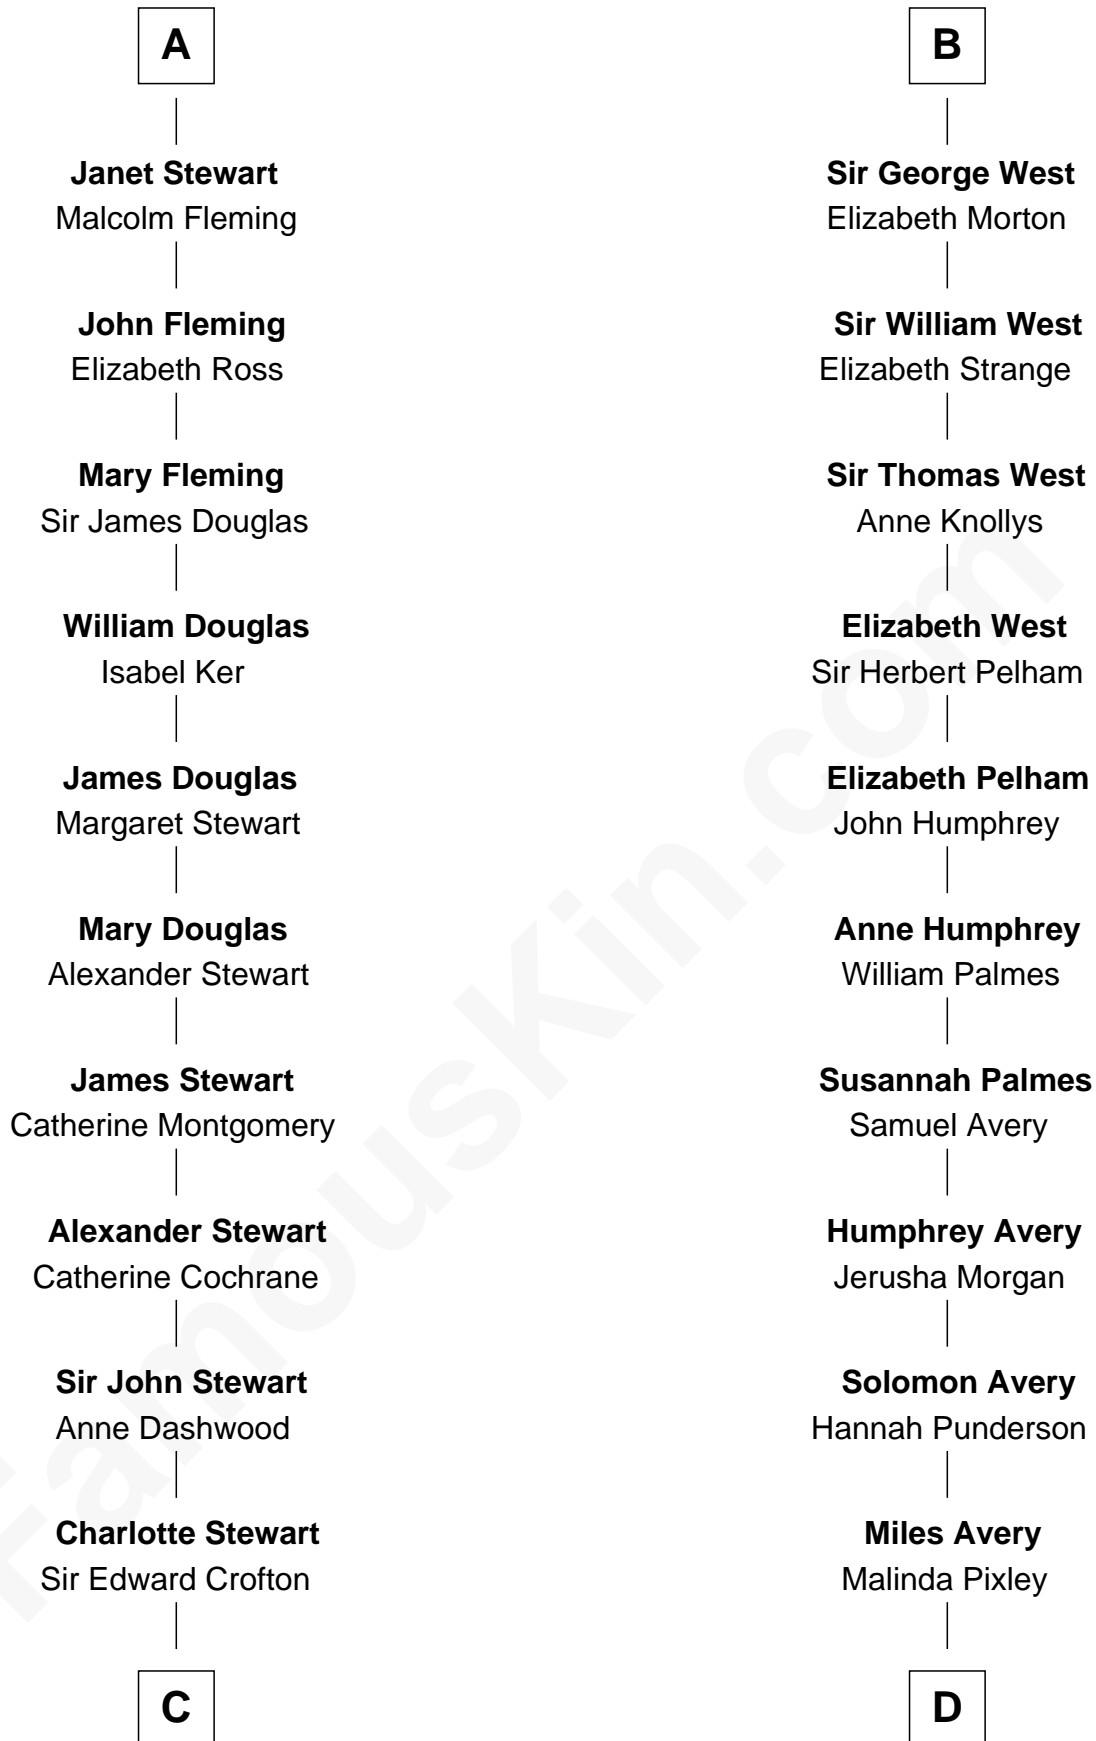 A
Janet Stewart
Malcolm Fleming
John Fleming
Elizabeth Ross
Mary Fleming
Sir James Douglas
William Douglas
Isabel Ker
James Douglas
Margaret Stewart
Mary Douglas
Alexander Stewart
James Stewart
Catherine Montgomery
Alexander Stewart
Catherine Cochrane
Sir John Stewart
Anne Dashwood
Charlotte Stewart
Sir Edward Crofton
C
B
Sir George West
Elizabeth Morton
Sir William West
Elizabeth Strange
Sir Thomas West
Anne Knollys
Elizabeth West
Sir Herbert Pelham
Elizabeth Pelham
John Humphrey
Anne Humphrey
William Palmes
Susannah Palmes
Samuel Avery
Humphrey Avery
Jerusha Morgan
Solomon Avery
Hannah Punderson
Miles Avery
Malinda Pixley
D
FamousKin.com